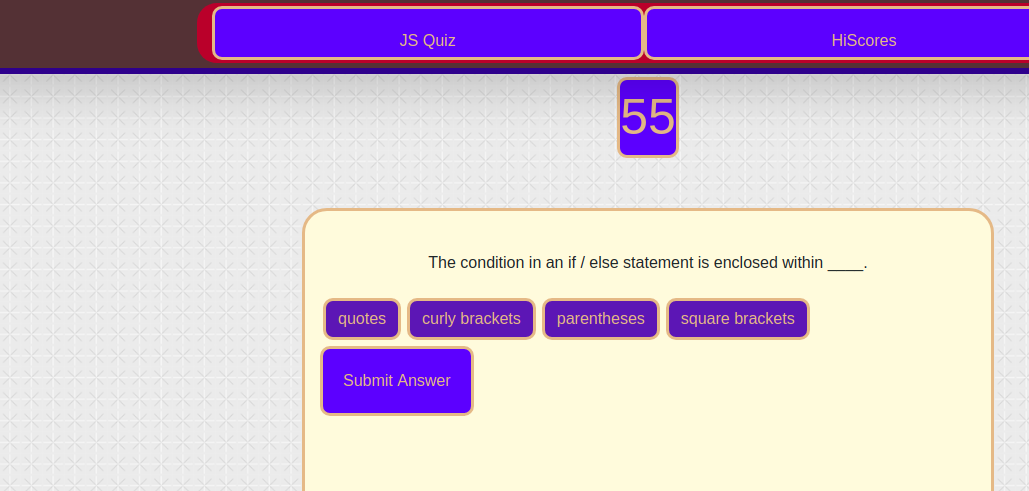 JS Quiz HiScores
55
The condition in an if / else statement is enclosed within ____.
quotes curly brackets parentheses square brackets
Submit Answer